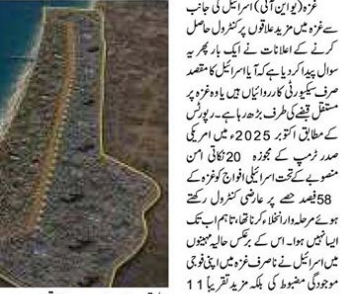 غزہ (یو این آئی) اسرائیل کی جانب
سے غزہ میں مزید علاقوں پر کنٹرول حاصل
کرنے کے اعلانات نے ایک بار پھر یہ
سوال پیدا کر دیا ہے کہ آیا اسرائیل کا مقصد
صرف سیکیورٹی کارروائیاں ہیں یا وہ غزہ پر
مستقل قبضے کی طرف بڑھ رہا ہے۔ رپورٹس
کے مطابق اکتوبر 2025ء میں امریکی
صدر ٹرمپ کے مجوزہ 20 نکاتی امن
منصوبے کے تحت اسرائیلی افواج کو غزہ کے
58 فیصد حصے پر عارضی کنٹرول رکھتے
ہوئے مرحلہ وار انخلاء کرنا تھا، تاہم اب تک
ایسا نہیں ہوا۔ اس کے برعکس حالیہ مہینوں
میں اسرائیل نے نا صرف غزہ میں اپنی فوجی
موجودگی مضبوط کی بلکہ مزید تقریباً 11